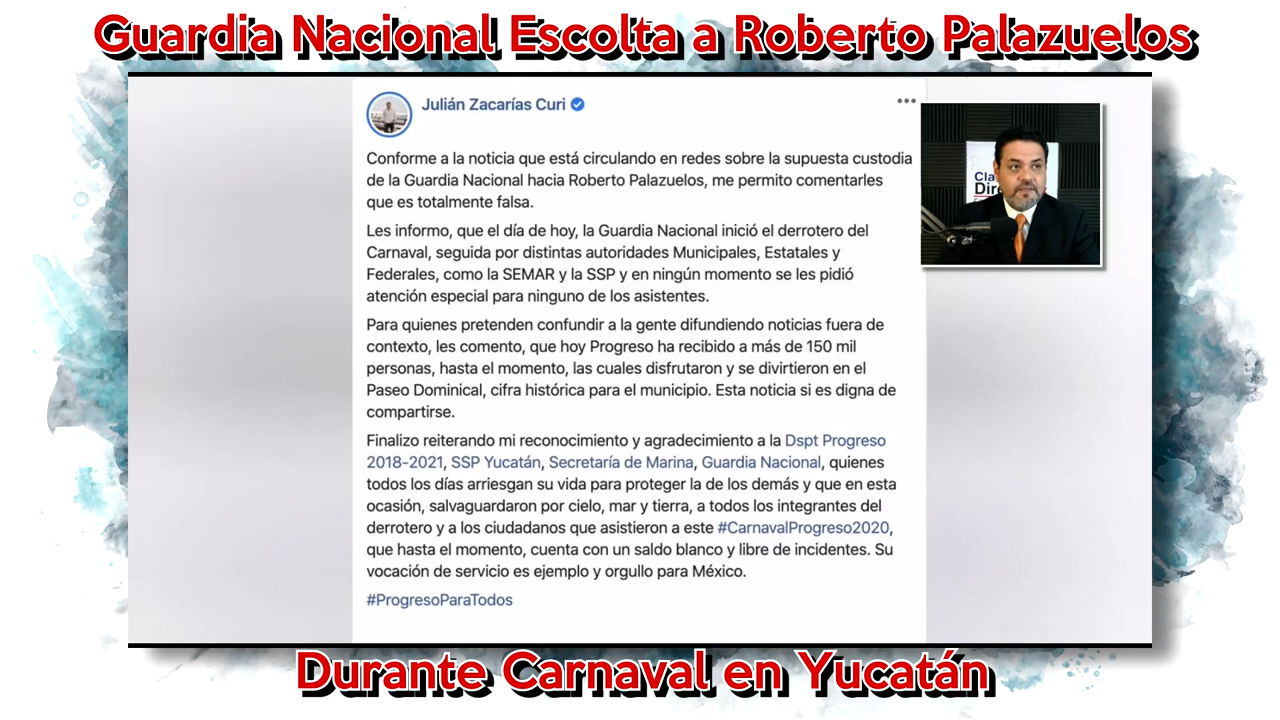 Guardia Nacional Escolta a Roberto Palazuelos
Julián Zacarías Curi
Conforme a la noticia que está circulando en redes sobre la supuesta custodia
de la Guardia Nacional hacia Roberto Palazuelos, me permito comentarles
que es totalmente falsa.
Les informo, que el día de hoy, la Guardia Nacional inició el derrotero del
Carnaval, seguida por distintas autoridades Municipales, Estatales y
Federales, como la SEMAR y la SSP y en ningún momento se les pidió
atención especial para ninguno de los asistentes.
Para quienes pretenden confundir a la gente difundiendo noticias fuera de
contexto, les comento, que hoy Progreso ha recibido a más de 150 mil
personas, hasta el momento, las cuales disfrutaron y se divirtieron en el
Paseo Dominical, cifra histórica para el municipio. Esta noticia si es digna de
compartirse.
Finalizo reiterando mi reconocimiento y agradecimiento a la Dspt Progreso
2018-2021, SSP Yucatán, Secretaría de Marina, Guardia Nacional, quienes
todos los días arriesgan su vida para proteger la de los demás y que en esta
ocasión, salvaguardaron por cielo, mar y tierra, a todos los integrantes del
derrotero y a los ciudadanos que asistieron a este #CarnavalProgreso2020,
que hasta el momento, cuenta con un saldo blanco y libre de incidentes. Su
vocación de servicio es ejemplo y orgullo para México.
#ProgresoParaTodos
Durante Carnaval en Yucatán